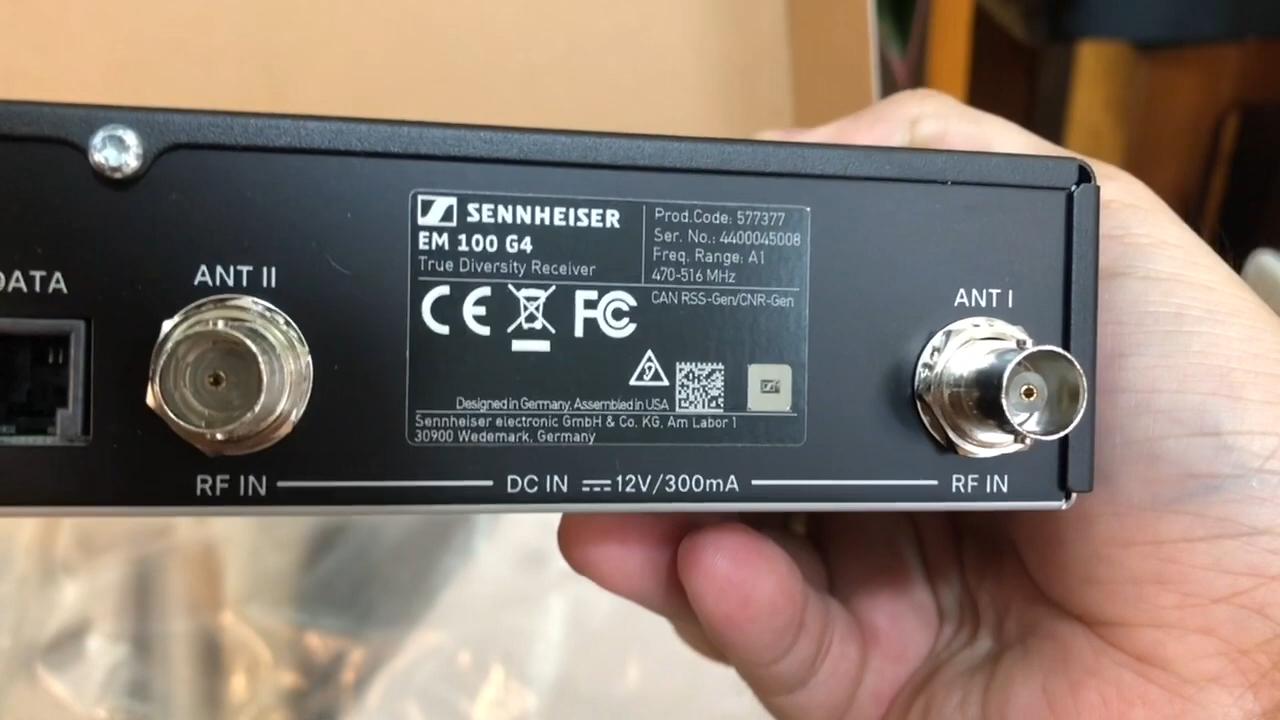 DATA
ANT II
SENNHEISER
EM 100 G4
True Diversity Receiver
Prod.Code: 577377
Ser. No.: 4400045008
Freq. Range: A1
470-516 MHz
CAN RSS-Gen/CNR-Gen
CE FC
Designed in Germany, Assembled in USA
Sennheiser electronic GmbH & Co. KG, Am Labor 1
30900 Wedemark, Germany
ANT I
RF IN
DC IN 12V/300mA
RF IN